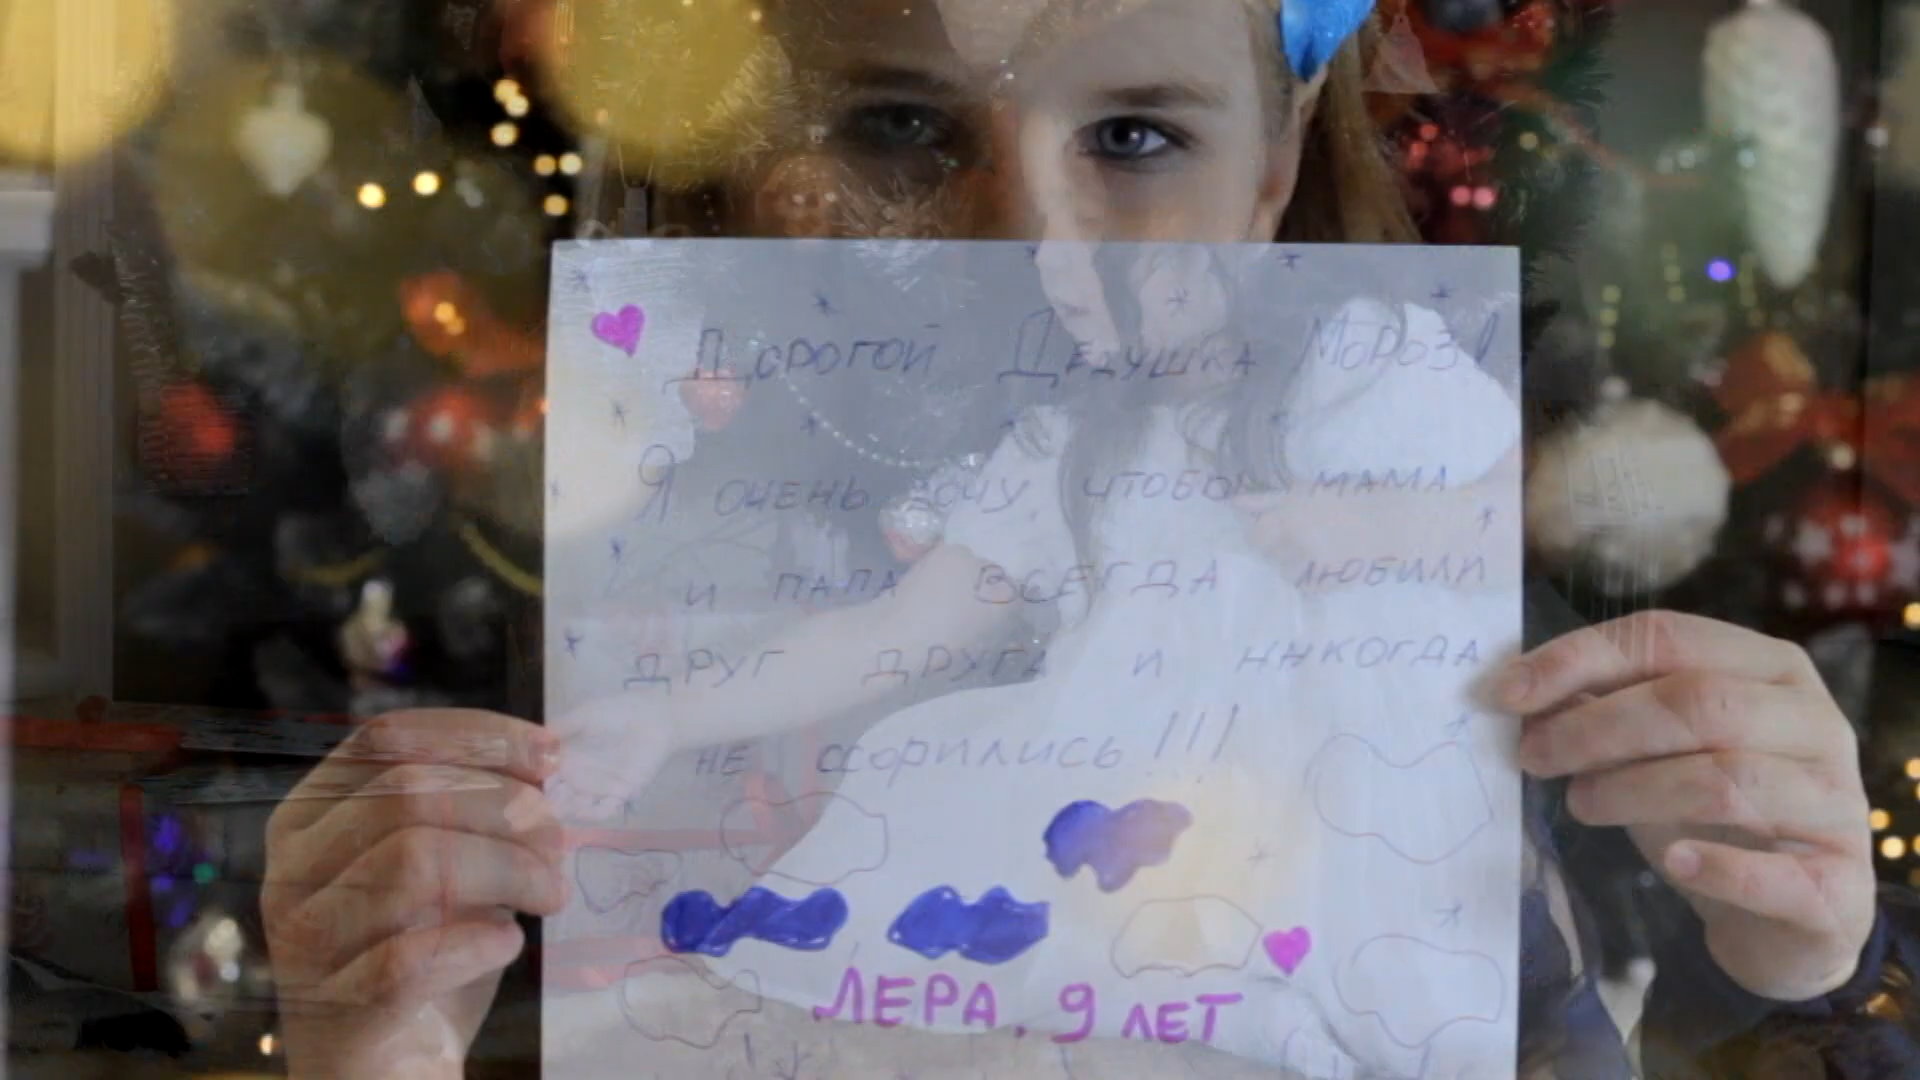 Дорогой Дедушка Мороз!
Я очень хочу чтобы мама
и папа всегда любили
друг друга и никогда
не ссорились!!!
ЛЕРА. 9 ЛЕТ